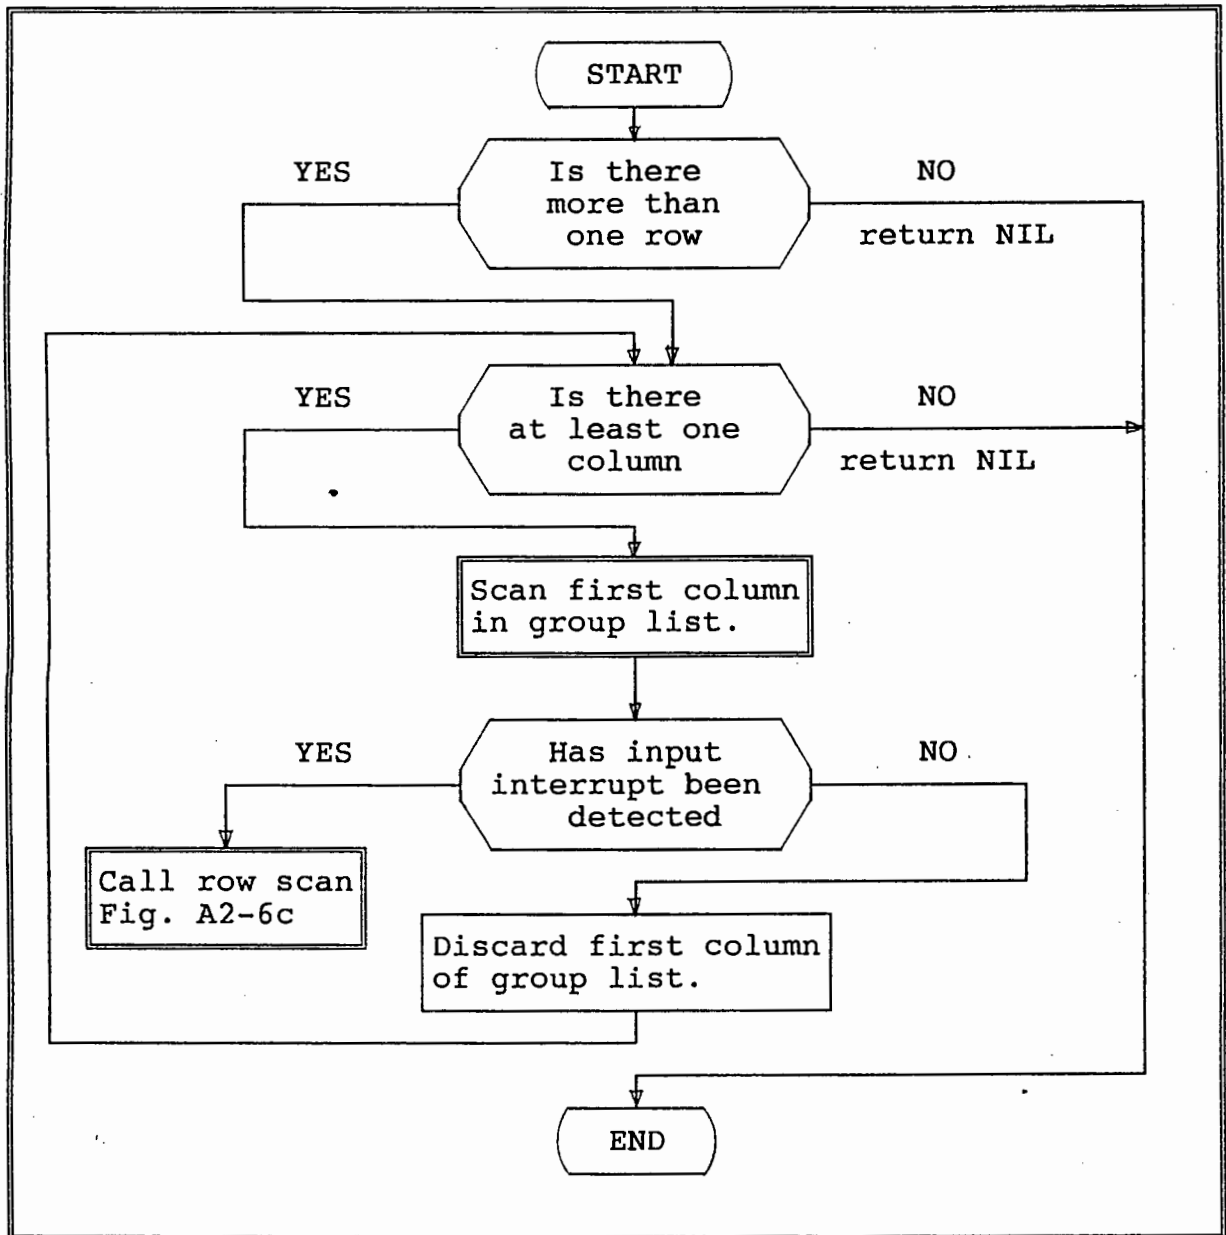 START
YES
Is there
more than
one row
NO
return NIL
YES
Is there
at least one
column
NO
return NIL
Scan first column
in group list.
YES
Has input
interrupt been
detected
NO
Call row scan
Fig. A2-6c
Discard first column
of group list.
END